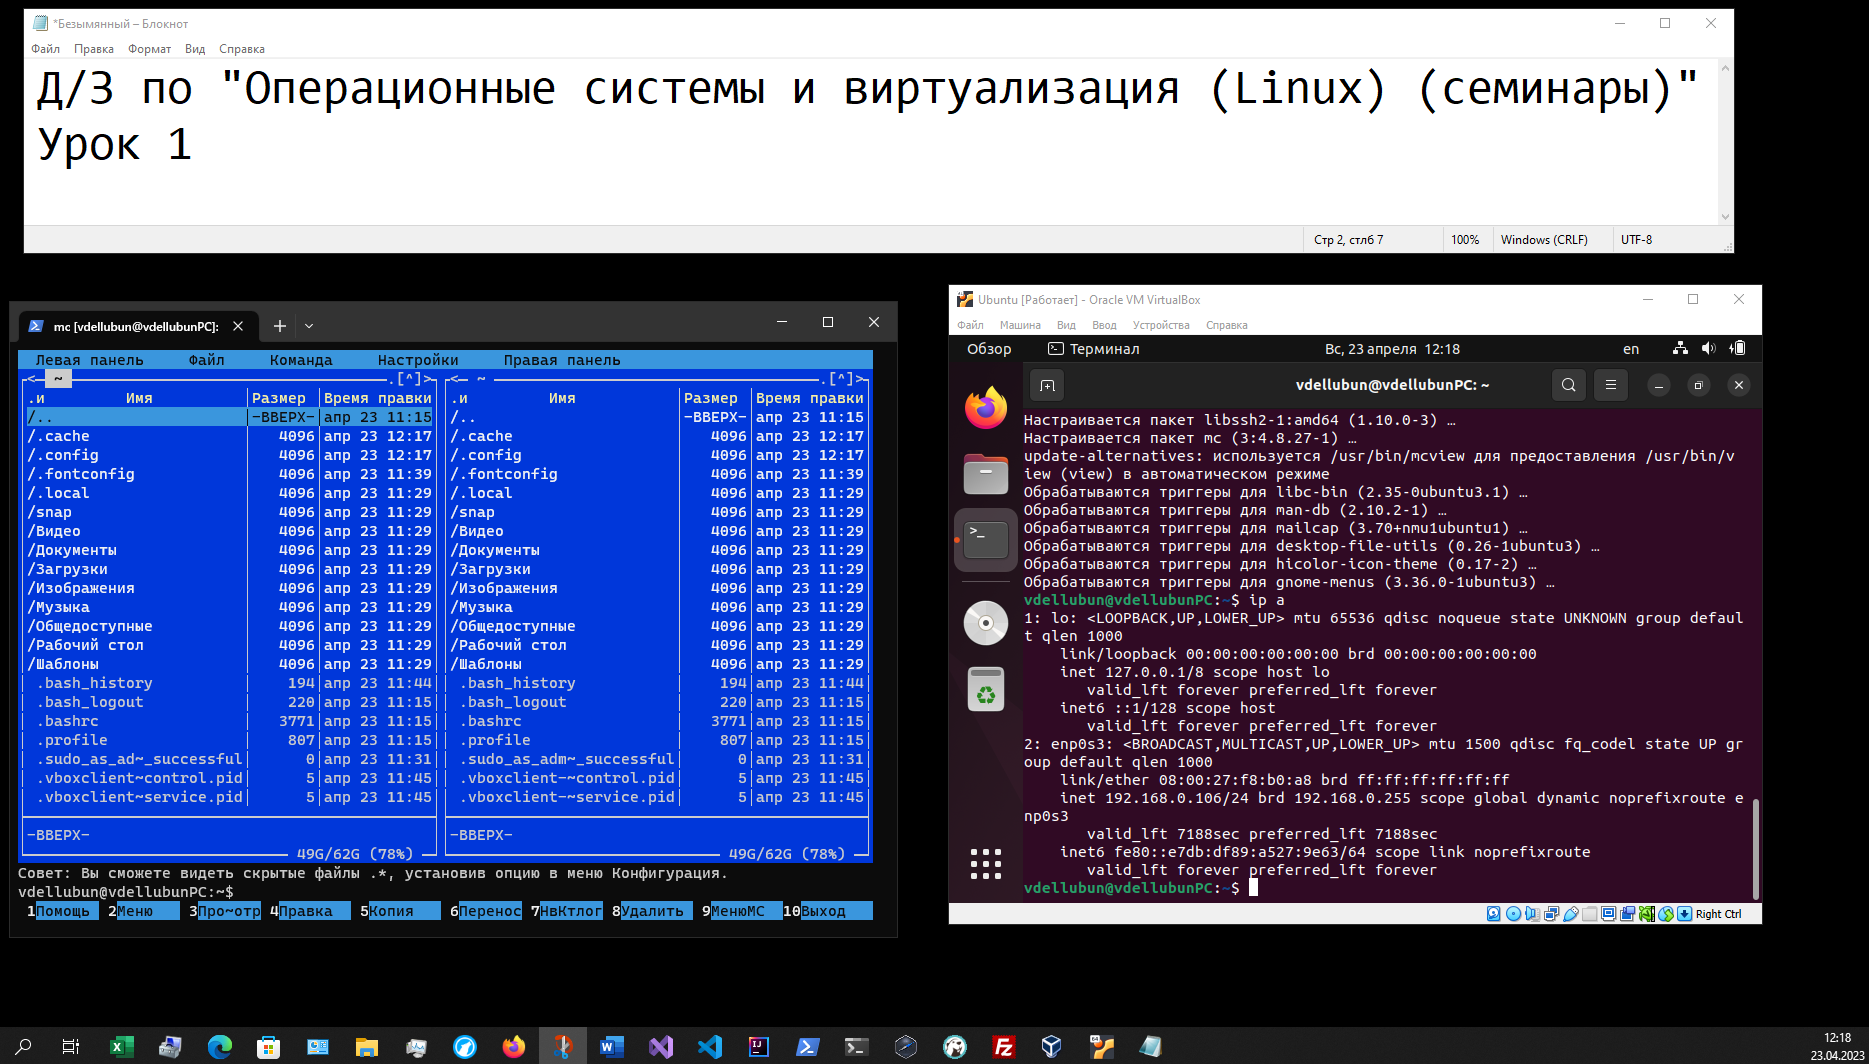 *Безымянный – Блокнот
Файл Правка Формат Вид Справка
Д/З по "Операционные системы и виртуализация (Linux) (семинары)"
Урок 1
Стр 2, стлб 7 100% Windows (CRLF) UTF-8
mc [vdellubun@vdellubunPC]:
Левая панель Файл Команда Настройки Правая панель
<— ~ .[^]> <— ~ .[^]>
.и Имя Размер Время правки .и Имя Размер Время правки
/.. -ВВЕРХ- апр 23 11:15 /.. -ВВЕРХ- апр 23 11:15
/.cache 4096 апр 23 12:17 /.cache 4096 апр 23 12:17
/.config 4096 апр 23 12:17 /.config 4096 апр 23 12:17
/.fontconfig 4096 апр 23 11:39 /.fontconfig 4096 апр 23 11:39
/.local 4096 апр 23 11:29 /.local 4096 апр 23 11:29
/snap 4096 апр 23 11:29 /snap 4096 апр 23 11:29
/Видео 4096 апр 23 11:29 /Видео 4096 апр 23 11:29
/Документы 4096 апр 23 11:29 /Документы 4096 апр 23 11:29
/Загрузки 4096 апр 23 11:29 /Загрузки 4096 апр 23 11:29
/Изображения 4096 апр 23 11:29 /Изображения 4096 апр 23 11:29
/Музыка 4096 апр 23 11:29 /Музыка 4096 апр 23 11:29
/Общедоступные 4096 апр 23 11:29 /Общедоступные 4096 апр 23 11:29
/Рабочий стол 4096 апр 23 11:29 /Рабочий стол 4096 апр 23 11:29
/Шаблоны 4096 апр 23 11:29 /Шаблоны 4096 апр 23 11:29
.bash_history 194 апр 23 11:44 .bash_history 194 апр 23 11:44
.bash_logout 220 апр 23 11:15 .bash_logout 220 апр 23 11:15
.bashrc 3771 апр 23 11:15 .bashrc 3771 апр 23 11:15
.profile 807 апр 23 11:15 .profile 807 апр 23 11:15
.sudo_as_ad~_successful 0 апр 23 11:31 .sudo_as_adm~_successful 0 апр 23 11:31
.vboxclient~control.pid 5 апр 23 11:45 .vboxclient-~control.pid 5 апр 23 11:45
.vboxclient~service.pid 5 апр 23 11:45 .vboxclient-~service.pid 5 апр 23 11:45
-ВВЕРХ- -ВВЕРХ-
49G/62G (78%) 49G/62G (78%)
Совет: Вы сможете видеть скрытые файлы .*, установив опцию в меню Конфигурация.
vdellubun@vdellubunPC:~$
1Помощь 2Меню 3Про~отр 4Правка 5Копия 6Перенос 7НвКтлог 8Удалить 9МенюМС 10Выход
Ubuntu [Работает] - Oracle VM VirtualBox
Файл Машина Вид Ввод Устройства Справка
Обзор Терминал Вс, 23 апреля 12:18 en
vdellubun@vdellubunPC: ~
Настраивается пакет libssh2-1:amd64 (1.10.0-3) …
Настраивается пакет mc (3:4.8.27-1) …
update-alternatives: используется /usr/bin/mcview для предоставления /usr/bin/v
iew (view) в автоматическом режиме
Обрабатываются триггеры для libc-bin (2.35-0ubuntu3.1) …
Обрабатываются триггеры для man-db (2.10.2-1) …
Обрабатываются триггеры для mailcap (3.70+nmu1ubuntu1) …
Обрабатываются триггеры для desktop-file-utils (0.26-1ubuntu3) …
Обрабатываются триггеры для hicolor-icon-theme (0.17-2) …
Обрабатываются триггеры для gnome-menus (3.36.0-1ubuntu3) …
vdellubun@vdellubunPC:~$ ip a
1: lo: <LOOPBACK,UP,LOWER_UP> mtu 65536 qdisc noqueue state UNKNOWN group defaul
t qlen 1000
link/loopback 00:00:00:00:00:00 brd 00:00:00:00:00:00
inet 127.0.0.1/8 scope host lo
valid_lft forever preferred_lft forever
inet6 ::1/128 scope host
valid_lft forever preferred_lft forever
2: enp0s3: <BROADCAST,MULTICAST,UP,LOWER_UP> mtu 1500 qdisc fq_codel state UP gr
oup default qlen 1000
link/ether 08:00:27:f8:b0:a8 brd ff:ff:ff:ff:ff:ff
inet 192.168.0.106/24 brd 192.168.0.255 scope global dynamic noprefixroute e
np0s3
valid_lft 7188sec preferred_lft 7188sec
inet6 fe80::e7db:df89:a527:9e63/64 scope link noprefixroute
valid_lft forever preferred_lft forever
vdellubun@vdellubunPC:~$
Right Ctrl
12:18
23.04.2023